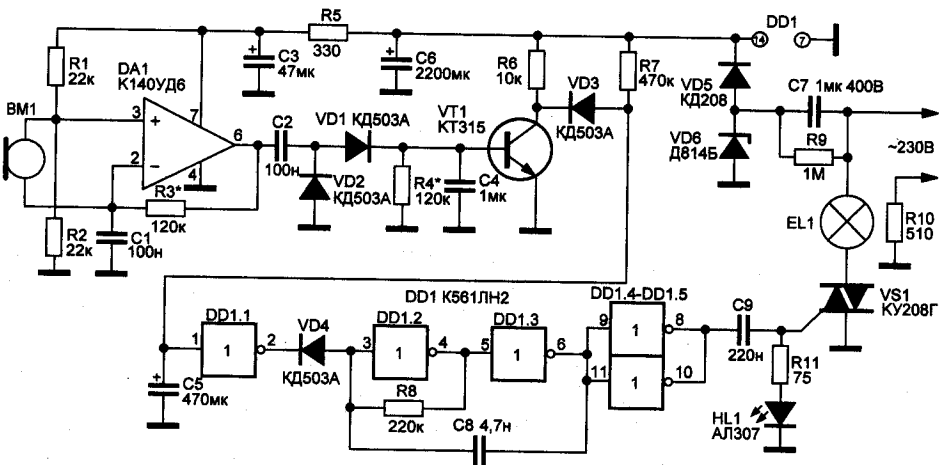 R5
330
DD1
14
7
R1
22к
DA1
К140УД6
C3
47мк
C6
2200мк
R6
10к
VD3
КД503А
R7
470к
VD5
КД208
C7 1мк 400В
BM1
3
+
7
6
2
−
4
C2
100н
VD1 КД503А
VT1
КТ315
VD6
Д814Б
R9
1М
~230В
R3*
120к
VD2
КД503А
R4*
120к
C4
1мк
EL1
R10
510
R2
22к
C1
100н
DD1 К561ЛН2
DD1.4-DD1.5
VS1
КУ208Г
DD1.1
VD4
DD1.2
DD1.3
9
1
8
C9
220н
1
1
2
КД503А
3
1
4
5
1
6
11
1
10
C5
470мк
R8
220к
R11
75
C8 4,7н
HL1
АЛ307
+
+
+